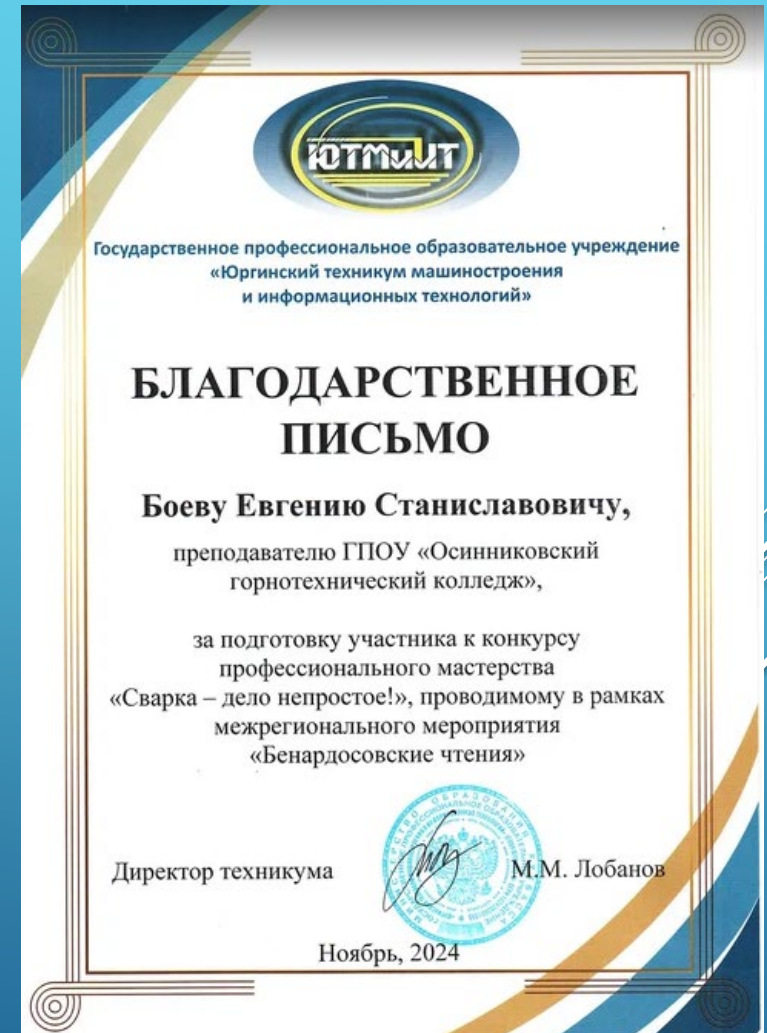 ЮТМиИТ
Государственное профессиональное образовательное учреждение
«Юргинский техникум машиностроения
и информационных технологий»
БЛАГОДАРСТВЕННОЕ
ПИСЬМО
Боеву Евгению Станиславовичу,
преподавателю ГПОУ «Осинниковский
горнотехнический колледж»,
за подготовку участника к конкурсу
профессионального мастерства
«Сварка – дело непростое!», проводимому в рамках
межрегионального мероприятия
«Бенардосовские чтения»
Директор техникума М.М. Лобанов
Ноябрь, 2024